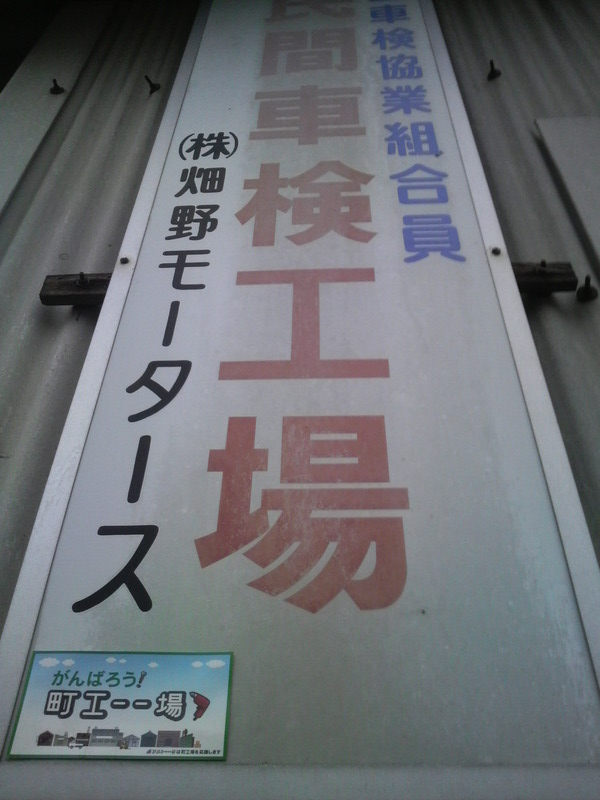 車検協業組合員
民間車検工場
㈱畑野モータース
がんばろう!
町工ーー場